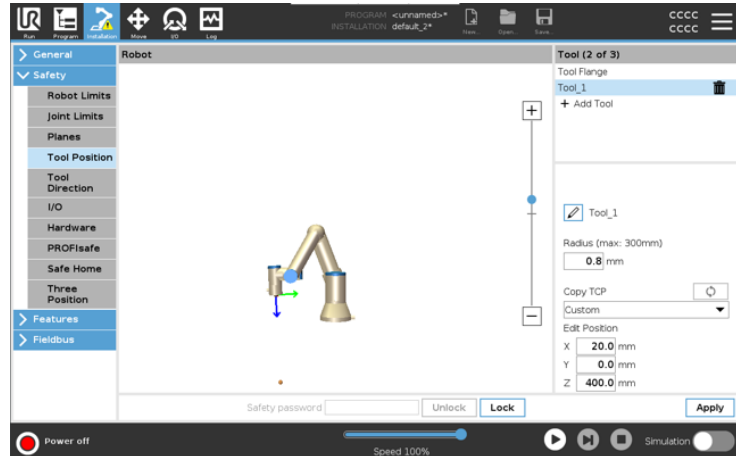 UR
PROGRAM <unnamed>*
INSTALLATION default_2*
CCCC
CCCC
Run Program Installation Move I/O Log New... Open... Save...
General
Safety
Robot Limits
Joint Limits
Planes
Tool Position
Tool
Direction
I/O
Hardware
PROFIsafe
Safe Home
Three
Position
Features
Fieldbus
Robot
Tool (2 of 3)
Tool Flange
Tool_1
+ Add Tool
Tool_1
Radius (max: 300mm)
0.8 mm
Copy TCP
Custom
Edit Position
X 20.0 mm
Y 0.0 mm
Z 400.0 mm
Safety password Unlock Lock Apply
Power off
Speed 100%
Simulation